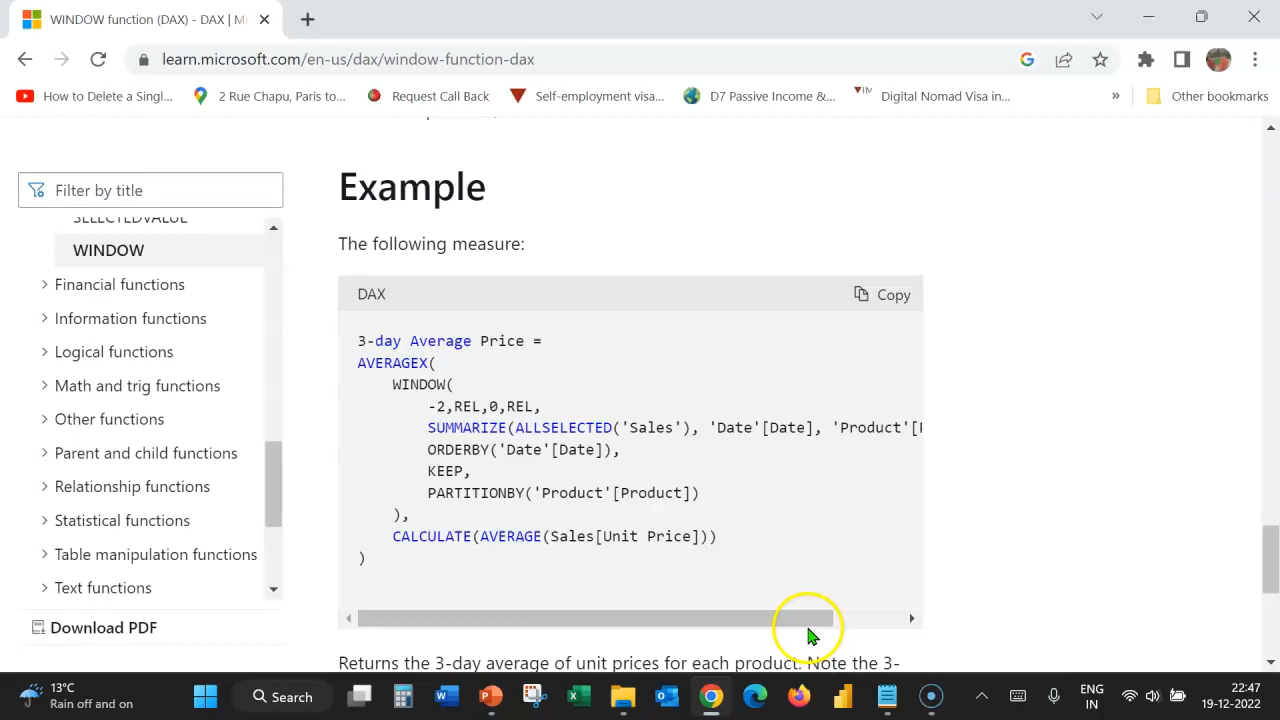 WINDOW function (DAX) - DAX | M
learn.microsoft.com/en-us/dax/window-function-dax
How to Delete a Singl...
2 Rue Chapu, Paris to...
Request Call Back
Self-employment visa...
D7 Passive Income &...
Digital Nomad Visa in...
»
Other bookmarks
Filter by title
SELECTEDVALUE
WINDOW
Financial functions
Information functions
Logical functions
Math and trig functions
Other functions
Parent and child functions
Relationship functions
Statistical functions
Table manipulation functions
Text functions
Download PDF
Example
The following measure:
DAX
Copy
3-day Average Price =
AVERAGEX(
WINDOW(
-2,REL,0,REL,
SUMMARIZE(ALLSELECTED('Sales'), 'Date'[Date], 'Product'[
ORDERBY('Date'[Date]),
KEEP,
PARTITIONBY('Product'[Product])
),
CALCULATE(AVERAGE(Sales[Unit Price]))
)
Returns the 3-day average of unit prices for each product. Note the 3-
13°C
Rain off and on
Search
ENG
IN
22:47
19-12-2022